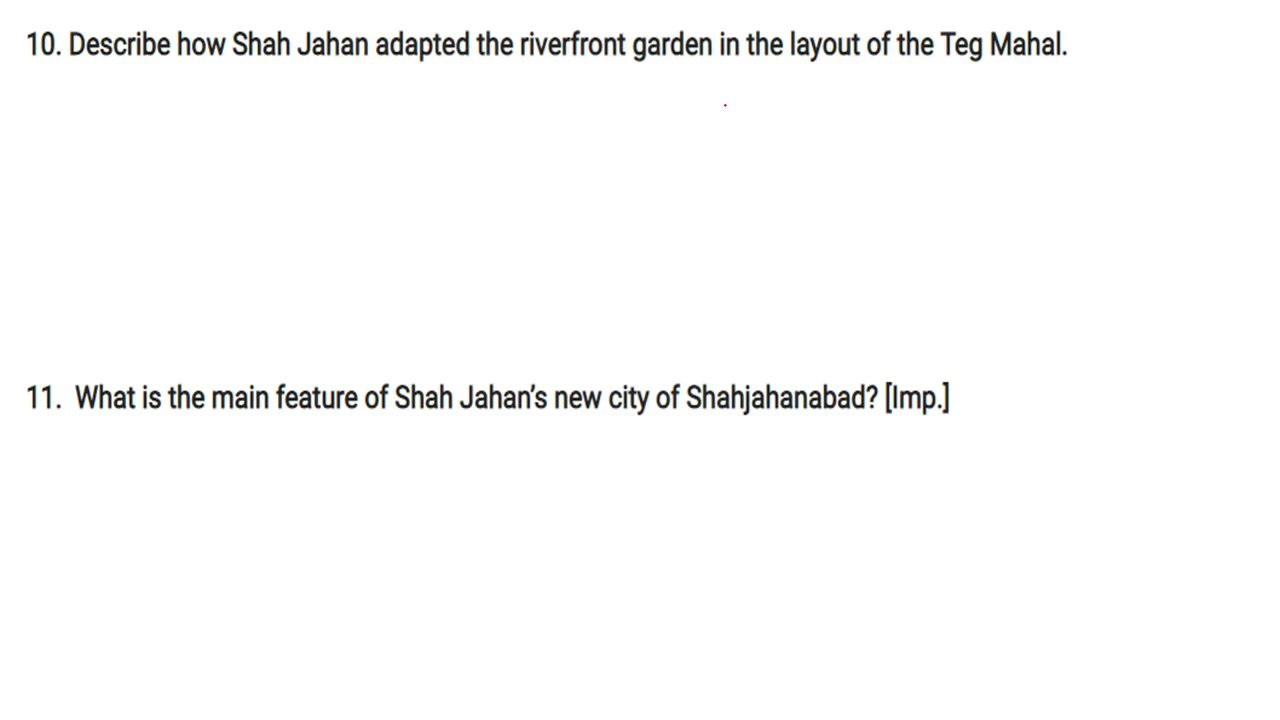 10. Describe how Shah Jahan adapted the riverfront garden in the layout of the Teg Mahal.
11. What is the main feature of Shah Jahan's new city of Shahjahanabad? [Imp.]